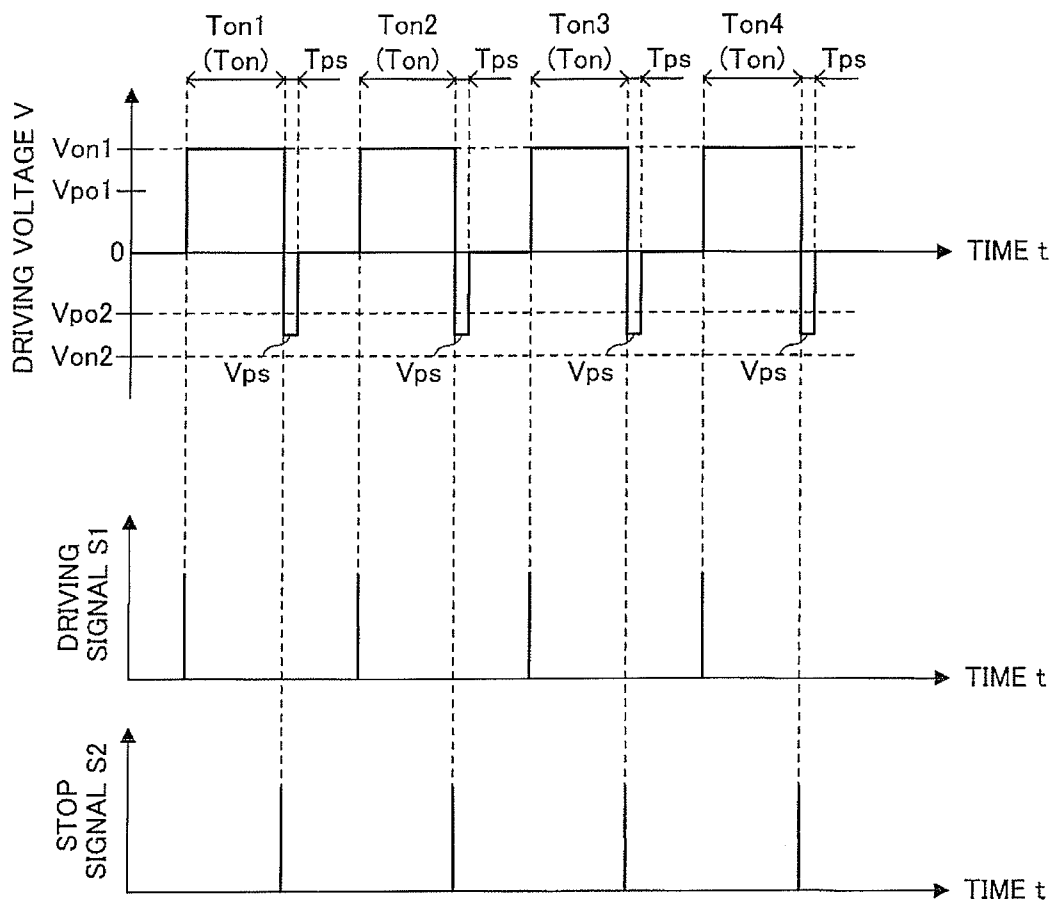 Ton1 Ton2 Ton3 Ton4
(Ton) Tps (Ton) Tps (Ton) Tps (Ton) Tps
DRIVING VOLTAGE V
Von1
Vpo1
0
TIME t
Vpo2
Von2
Vps Vps Vps Vps
DRIVING
SIGNAL S1
TIME t
STOP
SIGNAL S2
TIME t